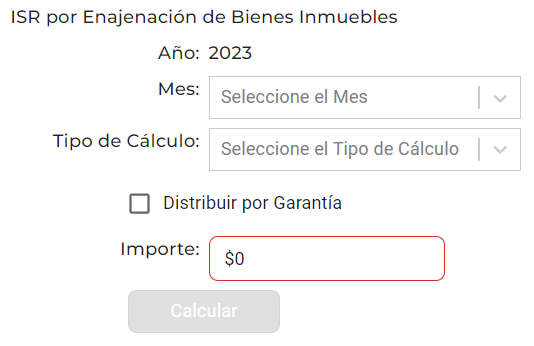 ISR por Enajenación de Bienes Inmuebles
Año: 2023
Mes: Seleccione el Mes
Tipo de Cálculo: Seleccione el Tipo de Cálculo
Distribuir por Garantía
Importe: $0
Calcular